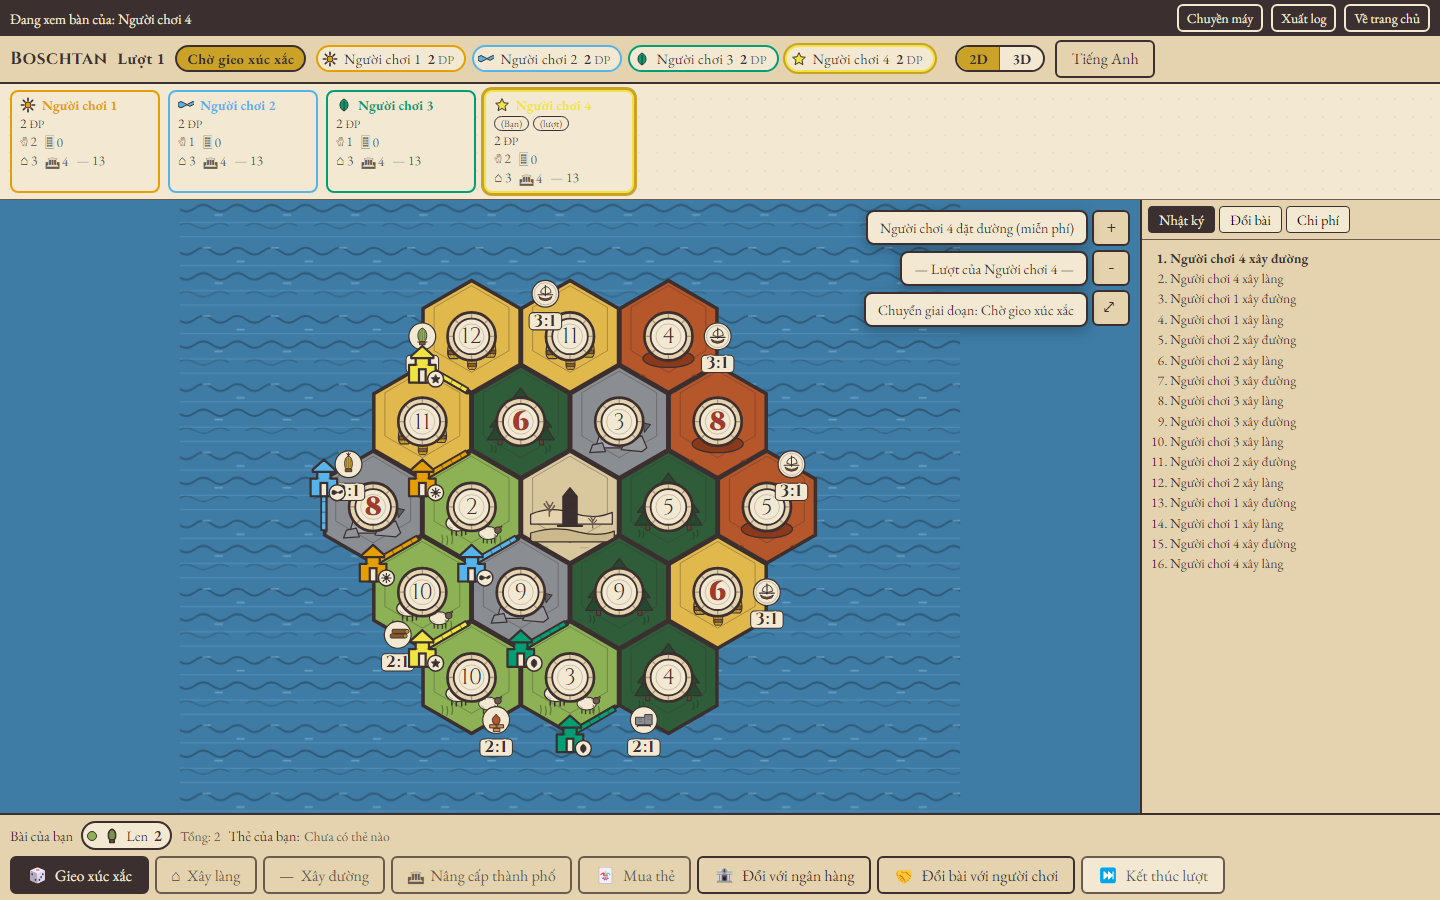 Đang xem bàn của: Người chơi 4
Chuyền máy
Xuất log
Về trang chủ
BOSCHTAN
Lượt 1
Chờ gieo xúc xắc
Người chơi 1 2 ĐP
Người chơi 2 2 ĐP
Người chơi 3 2 ĐP
Người chơi 4 2 ĐP
2D
3D
Tiếng Anh
Người chơi 1
2 ĐP
2 0
3 4 — 13
Người chơi 2
2 ĐP
1 0
3 4 — 13
Người chơi 3
2 ĐP
1 0
3 4 — 13
Người chơi 4
(Bạn) (lượt)
2 ĐP
2 0
3 4 — 13
Người chơi 4 đặt đường (miễn phí)
+
— Lượt của Người chơi 4 —
-
Chuyển giai đoạn: Chờ gieo xúc xắc
⤢
3:1
12
11
4
3:1
11
6
3
8
:1
8
2
5
5
3:1
10
9
9
6
3:1
2:1
10
3
4
2:1
2:1
Nhật ký
Đổi bài
Chi phí
1. Người chơi 4 xây đường
2. Người chơi 4 xây làng
3. Người chơi 1 xây đường
4. Người chơi 1 xây làng
5. Người chơi 2 xây đường
6. Người chơi 2 xây làng
7. Người chơi 3 xây đường
8. Người chơi 3 xây làng
9. Người chơi 3 xây đường
10. Người chơi 3 xây làng
11. Người chơi 2 xây đường
12. Người chơi 2 xây làng
13. Người chơi 1 xây đường
14. Người chơi 1 xây làng
15. Người chơi 4 xây đường
16. Người chơi 4 xây làng
Bài của bạn
Len 2
Tổng: 2
Thẻ của bạn: Chưa có thẻ nào
Gieo xúc xắc
Xây làng
— Xây đường
Nâng cấp thành phố
Mua thẻ
Đổi với ngân hàng
Đổi bài với người chơi
Kết thúc lượt